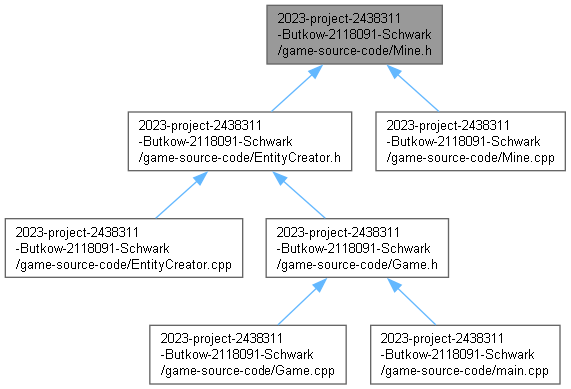 2023-project-2438311
-Butkow-2118091-Schwark
/game-source-code/Mine.h
2023-project-2438311
-Butkow-2118091-Schwark
/game-source-code/EntityCreator.h
2023-project-2438311
-Butkow-2118091-Schwark
/game-source-code/Mine.cpp
2023-project-2438311
-Butkow-2118091-Schwark
/game-source-code/EntityCreator.cpp
2023-project-2438311
-Butkow-2118091-Schwark
/game-source-code/Game.h
2023-project-2438311
-Butkow-2118091-Schwark
/game-source-code/Game.cpp
2023-project-2438311
-Butkow-2118091-Schwark
/game-source-code/main.cpp